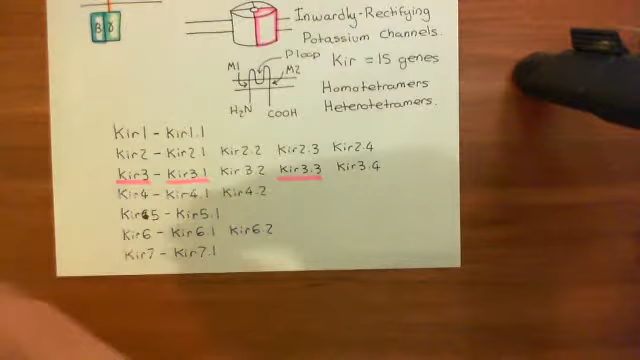 B γ
Inwardly-Rectifying
Potassium Channels.
P loop
M1 M2
Kir = 15 genes
H₂N COOH
Homotetramers
Heterotetramers.
Kir1 - Kir1.1
Kir2 - Kir2.1 Kir2.2 Kir2.3 Kir2.4
Kir3 - Kir3.1 Kir3.2 Kir3.3 Kir3.4
Kir4 - Kir4.1 Kir4.2
Kir5 - Kir5.1
Kir6 - Kir6.1 Kir6.2
Kir7 - Kir7.1